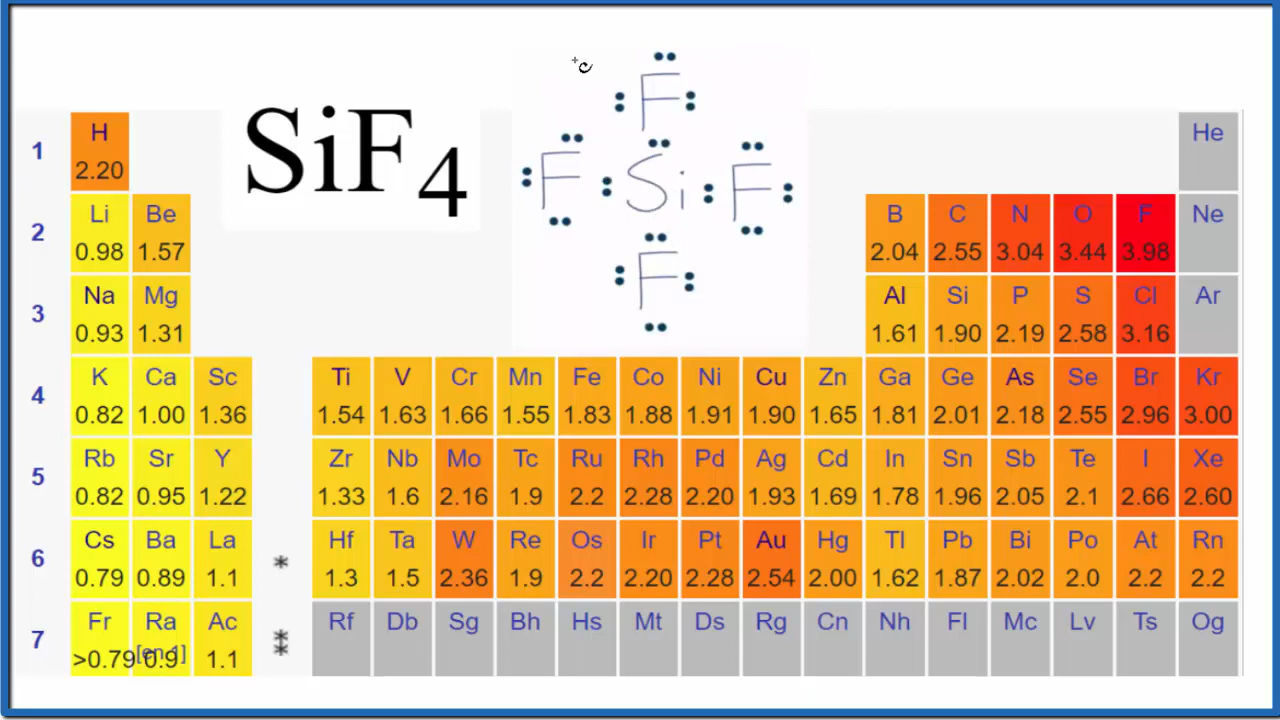 SiF4
F
F Si F
F
1 H He
2.20
2 Li Be B C N O F Ne
0.98 1.57 2.04 2.55 3.04 3.44 3.98
3 Na Mg Al Si P S Cl Ar
0.93 1.31 1.61 1.90 2.19 2.58 3.16
4 K Ca Sc Ti V Cr Mn Fe Co Ni Cu Zn Ga Ge As Se Br Kr
0.82 1.00 1.36 1.54 1.63 1.66 1.55 1.83 1.88 1.91 1.90 1.65 1.81 2.01 2.18 2.55 2.96 3.00
5 Rb Sr Y Zr Nb Mo Tc Ru Rh Pd Ag Cd In Sn Sb Te I Xe
0.82 0.95 1.22 1.33 1.6 2.16 1.9 2.2 2.28 2.20 1.93 1.69 1.78 1.96 2.05 2.1 2.66 2.60
6 Cs Ba La * Hf Ta W Re Os Ir Pt Au Hg Tl Pb Bi Po At Rn
0.79 0.89 1.1 1.3 1.5 2.36 1.9 2.2 2.20 2.28 2.54 2.00 1.62 1.87 2.02 2.0 2.2 2.2
7 Fr Ra Ac ** Rf Db Sg Bh Hs Mt Ds Rg Cn Nh Fl Mc Lv Ts Og
>0.79 0.9 [en 1] 1.1